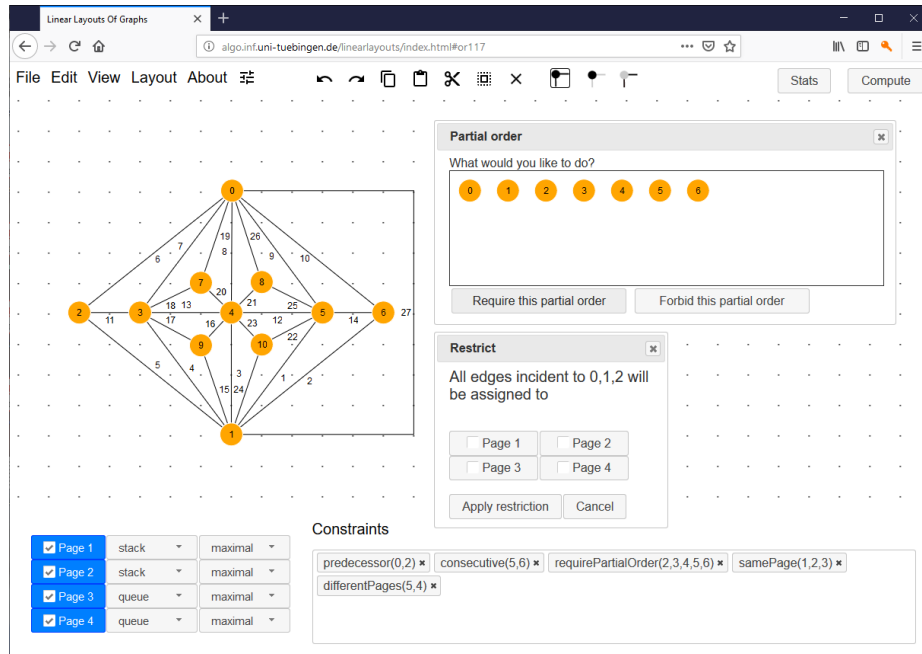 Linear Layouts Of Graphs
algo.inf.uni-tuebingen.de/linearlayouts/index.html#or117
File Edit View Layout About
Stats Compute
Partial order
What would you like to do?
0 1 2 3 4 5 6
Require this partial order Forbid this partial order
0
19 26
7 8 9 10
6
7 8
20 21
18 13 25
2 3 4 5 6 27
11 17 16 23 12 14
22
9 10
5 4 3 1 2
15 24
1
Restrict
All edges incident to 0,1,2 will
be assigned to
Page 1 Page 2
Page 3 Page 4
Apply restriction Cancel
Constraints
Page 1 stack maximal
Page 2 stack maximal
Page 3 queue maximal
Page 4 queue maximal
predecessor(0,2) consecutive(5,6) requirePartialOrder(2,3,4,5,6) samePage(1,2,3)
differentPages(5,4)